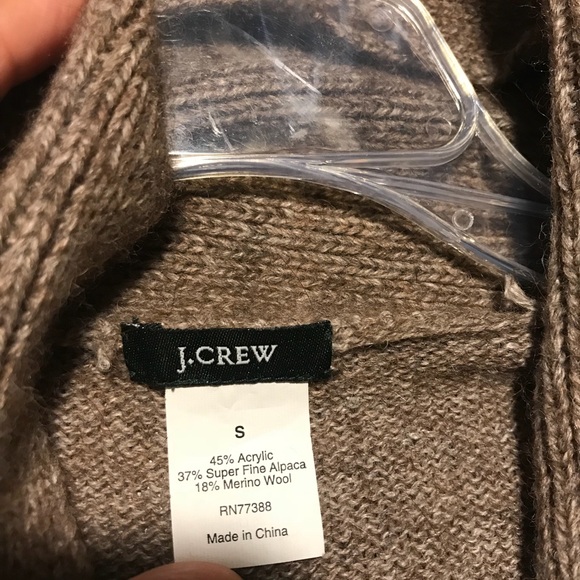 J.CREW
S
45% Acrylic
37% Super Fine Alpaca
18% Merino Wool
RN77388
Made in China